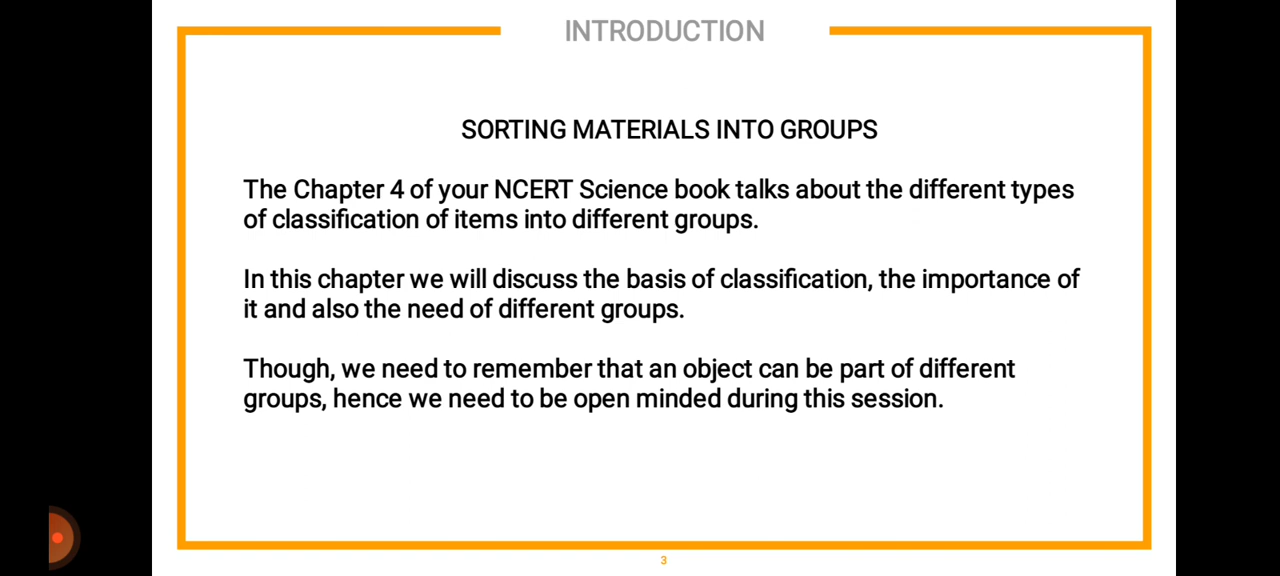 INTRODUCTION
SORTING MATERIALS INTO GROUPS
The Chapter 4 of your NCERT Science book talks about the different types
of classification of items into different groups.
In this chapter we will discuss the basis of classification, the importance of
it and also the need of different groups.
Though, we need to remember that an object can be part of different
groups, hence we need to be open minded during this session.
3